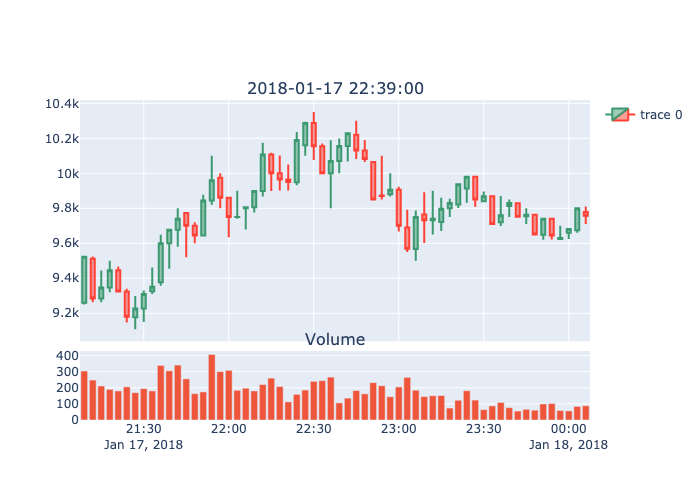 2018-01-17 22:39:00
10.4k
10.2k
10k
9.8k
9.6k
9.4k
9.2k
trace 0
Volume
400
300
200
100
0
21:30 22:00 22:30 23:00 23:30 00:00
Jan 17, 2018 Jan 18, 2018